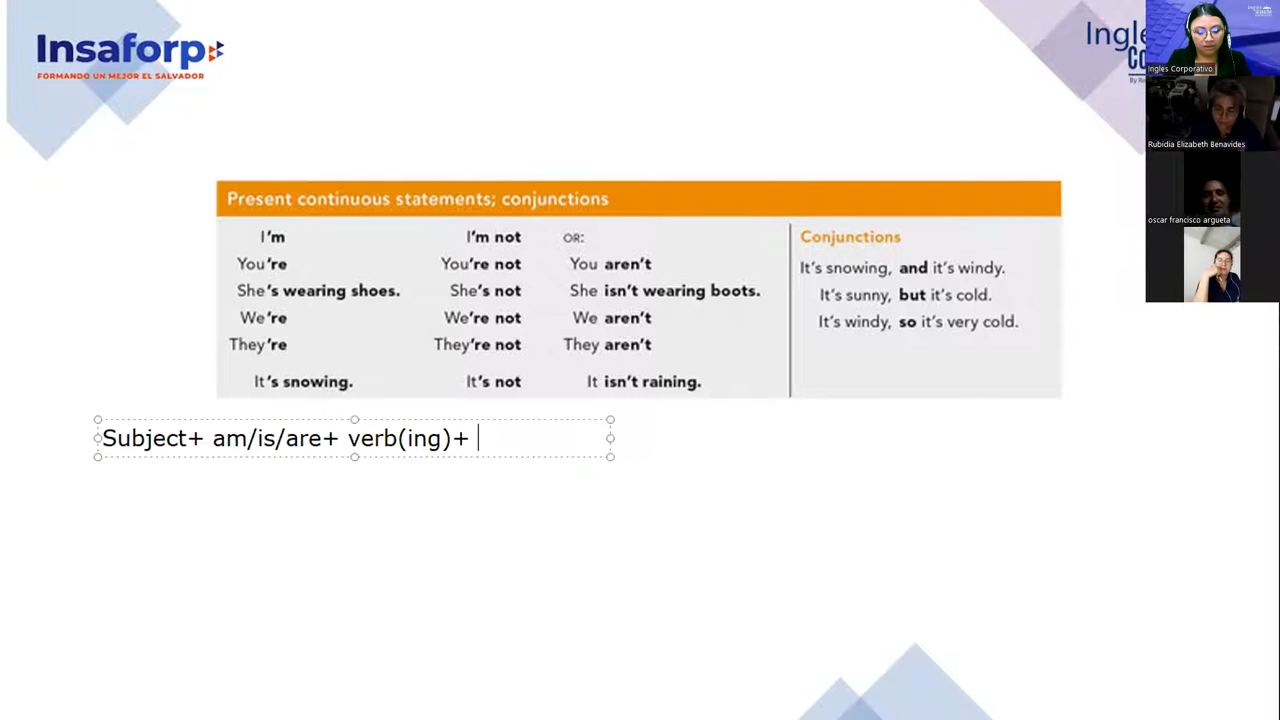 Insaforp
FORMANDO UN MEJOR EL SALVADOR
Ingles Corporativo
Rubidia Elizabeth Benavides
oscar francisco argueta
Present continuous statements; conjunctions
I'm I'm not OR:
You're You're not You aren't
She's wearing shoes. She's not She isn't wearing boots.
We're We're not We aren't
They're They're not They aren't
It's snowing. It's not It isn't raining.
Conjunctions
It's snowing, and it's windy.
It's sunny, but it's cold.
It's windy, so it's very cold.
Subject+ am/is/are+ verb(ing)+